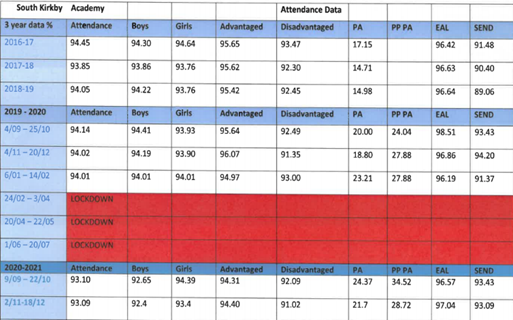 South Kirkby Academy Attendance Data
3 year data % Attendance Boys Girls Advantaged Disadvantaged PA PP PA EAL SEND
2016-17 94.45 94.30 94.64 95.65 93.47 17.15 96.42 91.48
2017-18 93.85 93.86 93.76 95.62 92.30 14.71 96.63 90.40
2018-19 94.05 94.22 93.76 95.42 92.45 14.98 96.64 89.06
2019 - 2020 Attendance Boys Girls Advantaged Disadvantaged PA PP PA EAL SEND
4/09 – 25/10 94.14 94.41 93.93 95.64 92.49 20.00 24.04 98.51 93.43
4/11 – 20/12 94.02 94.19 93.90 96.07 91.35 18.80 27.88 96.86 94.20
6/01 – 14/02 94.01 94.01 94.01 94.97 93.00 23.21 27.88 96.19 91.37
24/02 – 3/04 LOCKDOWN
20/04 – 22/05 LOCKDOWN
1/06 – 20/07 LOCKDOWN
2020-2021 Attendance Boys Girls Advantaged Disadvantaged PA PP PA EAL SEND
9/09 – 22/10 93.10 92.65 94.39 94.31 92.09 24.37 34.52 96.57 93.43
2/11-18/12 93.09 92.4 93.4 94.40 91.02 21.7 28.72 97.04 93.09